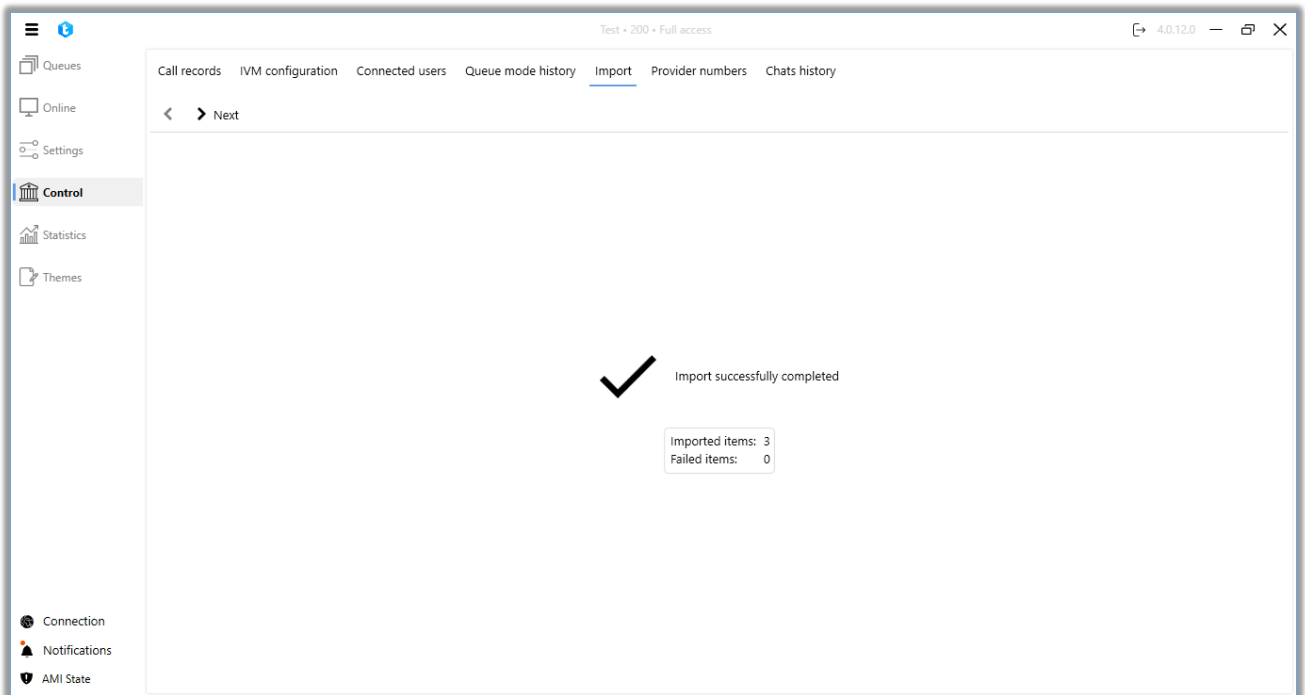 Test • 200 • Full access
4.0.12.0
Queues
Online
Settings
Control
Statistics
Themes
Connection
Notifications
AMI State
Call records IVM configuration Connected users Queue mode history Import Provider numbers Chats history
Next
Import successfully completed
Imported items: 3
Failed items: 0